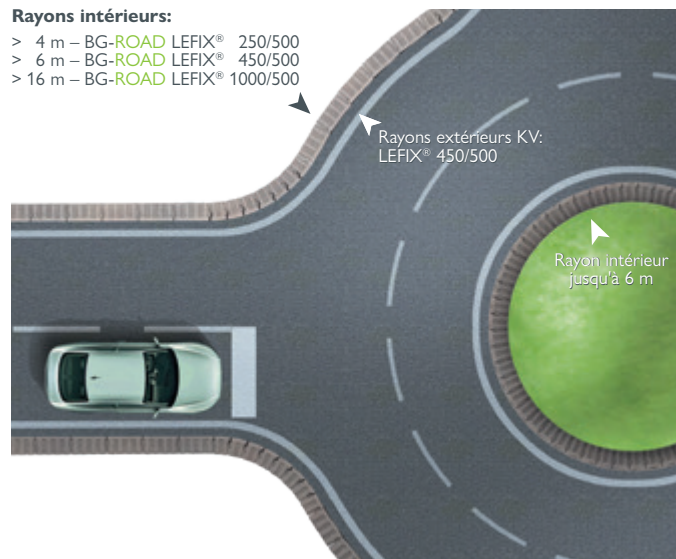 Rayons intérieurs:
> 4 m – BG-ROAD LEFIX® 250/500
> 6 m – BG-ROAD LEFIX® 450/500
> 16 m – BG-ROAD LEFIX® 1000/500
Rayons extérieurs KV:
LEFIX® 450/500
Rayon intérieur
jusqu'à 6 m